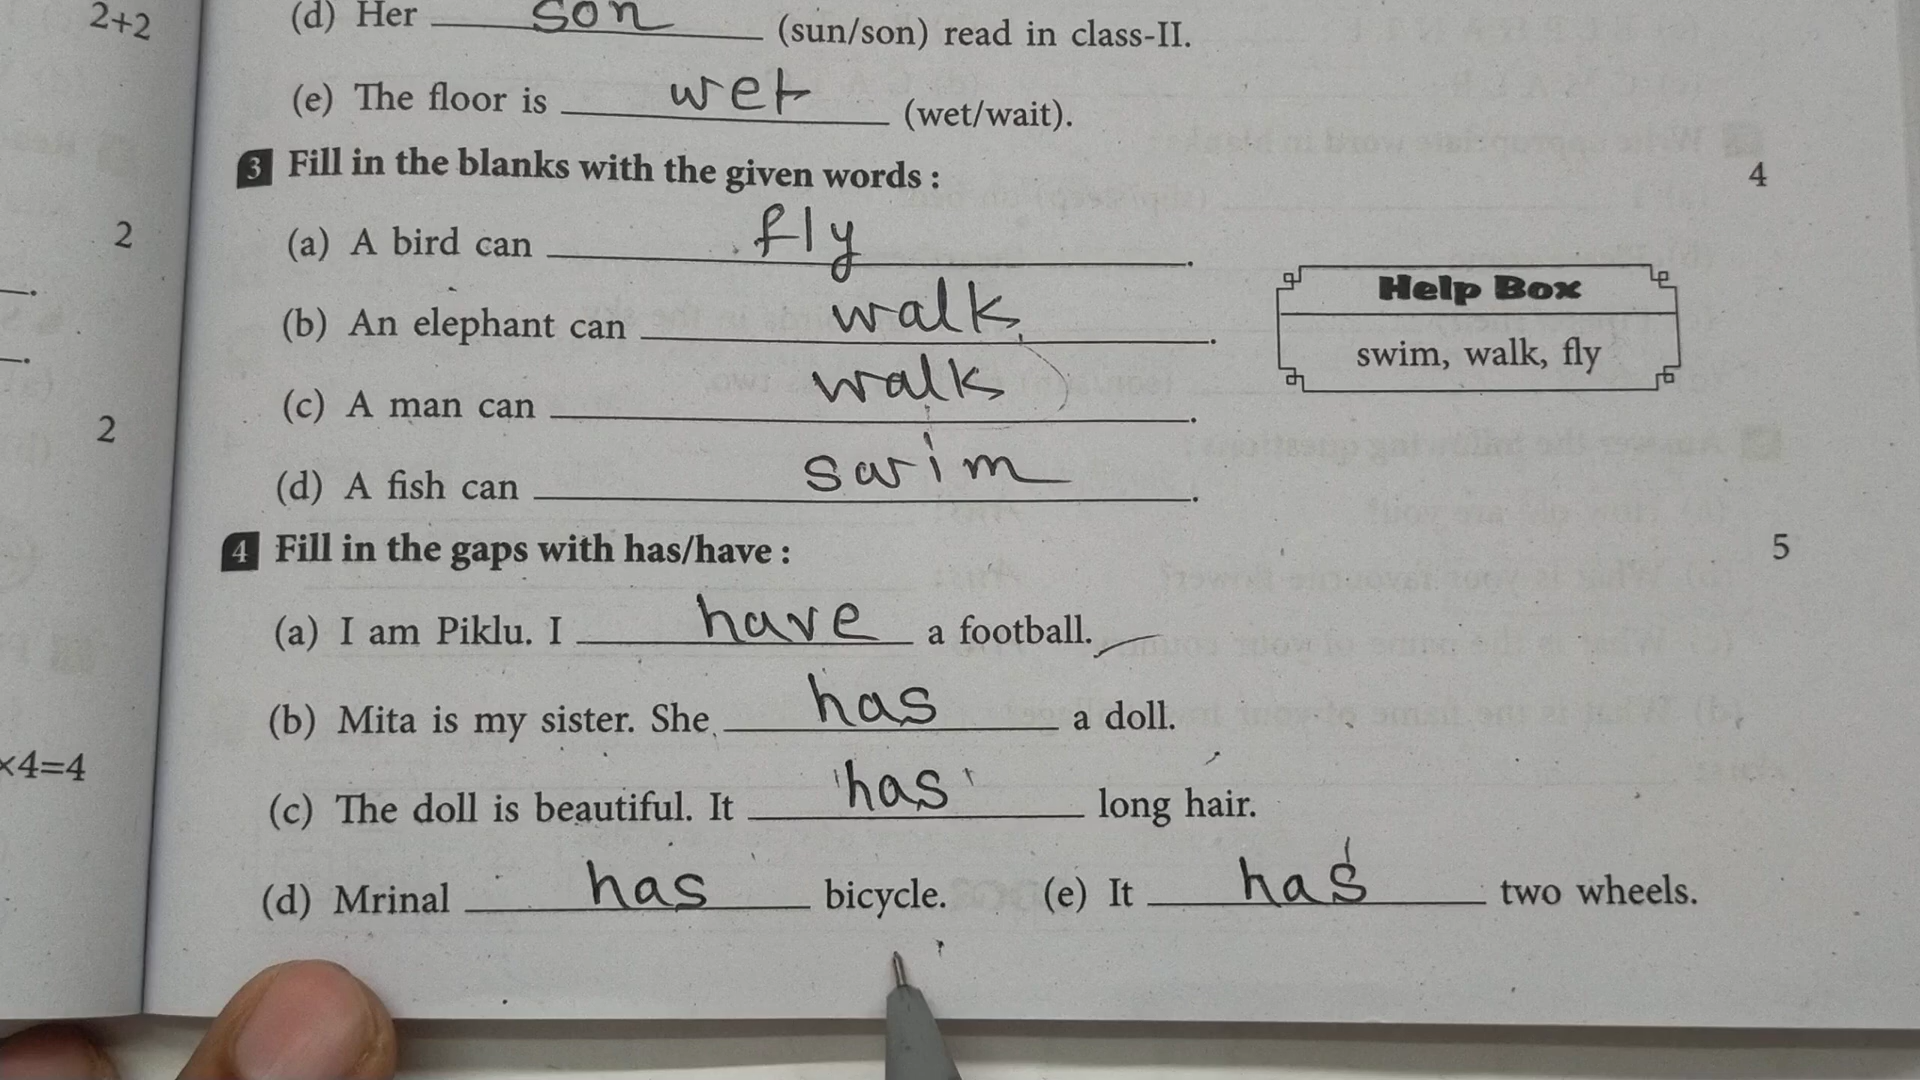 2+2
(d) Her son (sun/son) read in class-II.
(e) The floor is wet (wet/wait).
3 Fill in the blanks with the given words : 4
2
(a) A bird can fly.
(b) An elephant can walk.
(c) A man can walk.
(d) A fish can swim.
Help Box
swim, walk, fly
2
4 Fill in the gaps with has/have : 5
(a) I am Piklu. I have a football.
(b) Mita is my sister. She has a doll.
×4=4
(c) The doll is beautiful. It has long hair.
(d) Mrinal has bicycle. (e) It has two wheels.